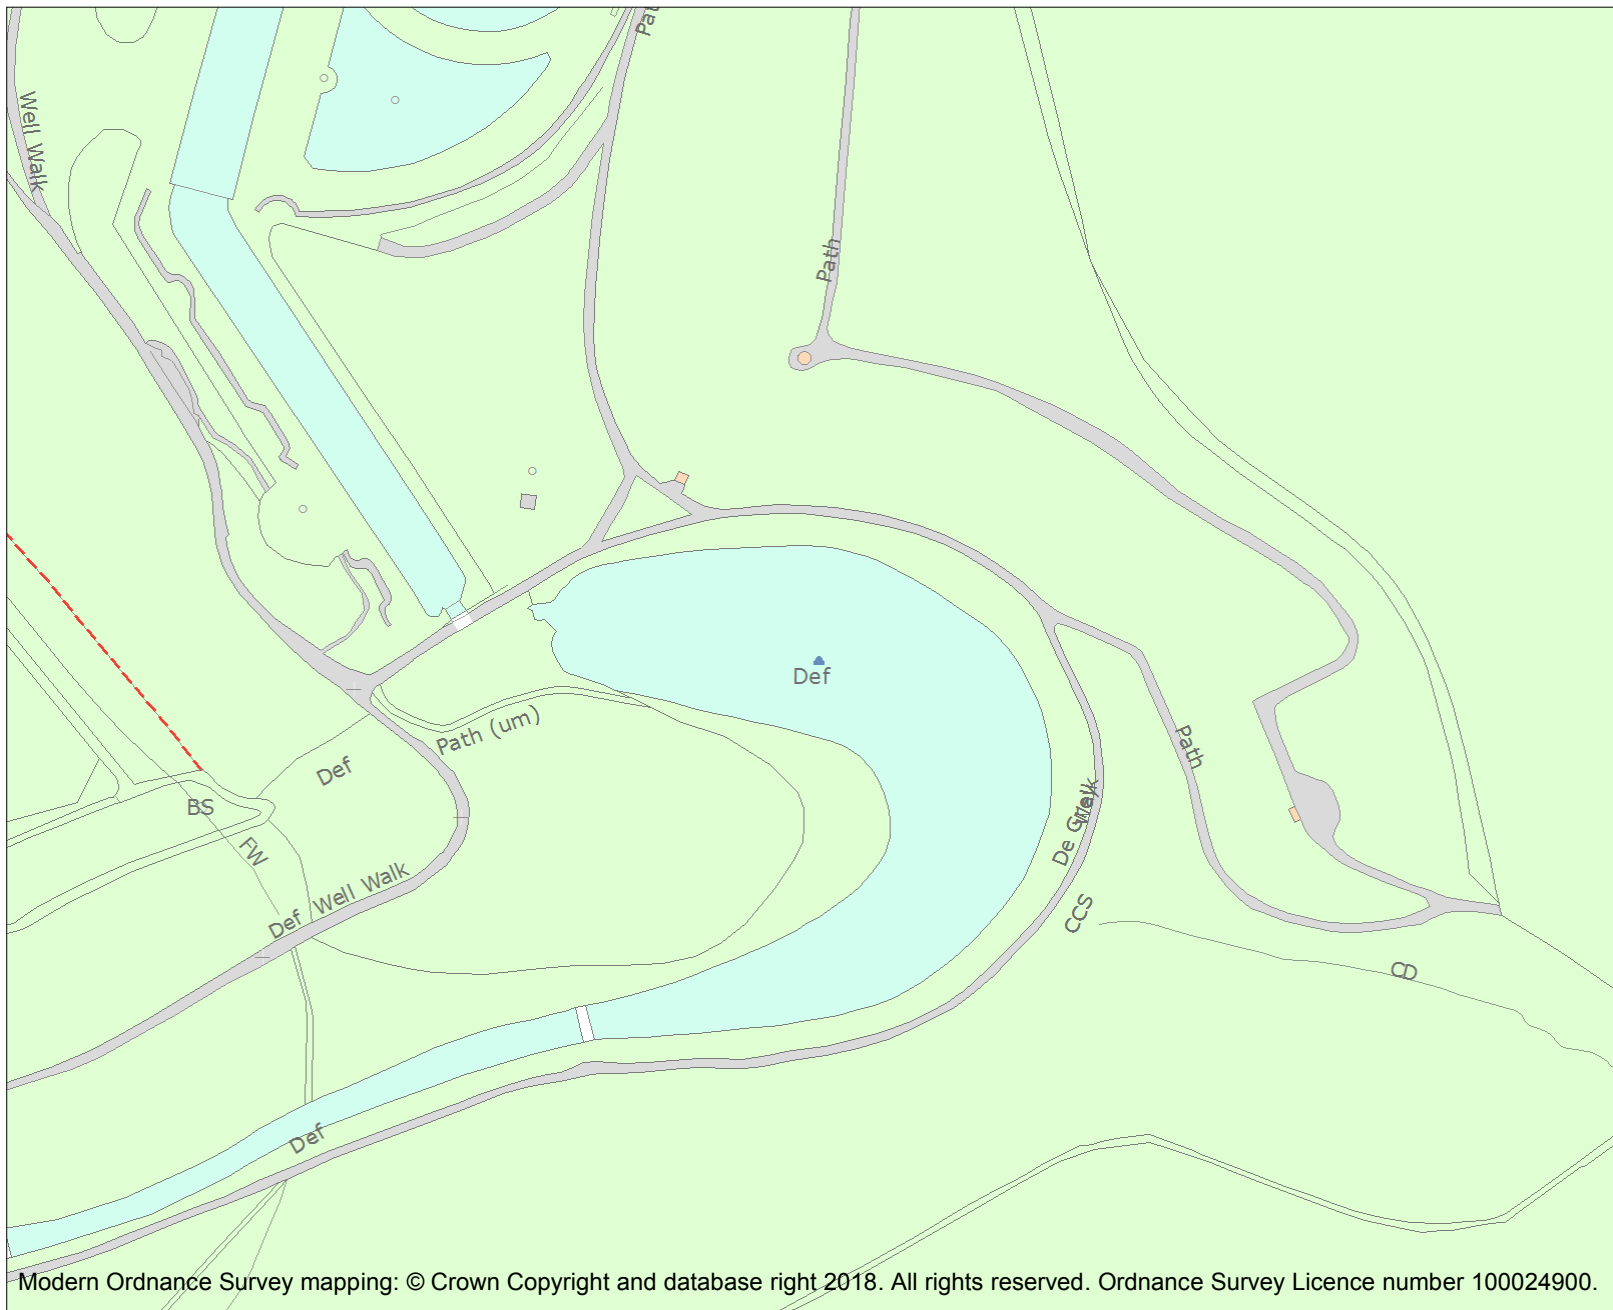 Path
Well Walk
Path
Def
Path (um)
Path
Def
BS
De Grey
Walk
FW
Well Walk
Def
CCS
CD
Def
Modern Ordnance Survey mapping: © Crown Copyright and database right 2018. All rights reserved. Ordnance Survey Licence number 100024900.